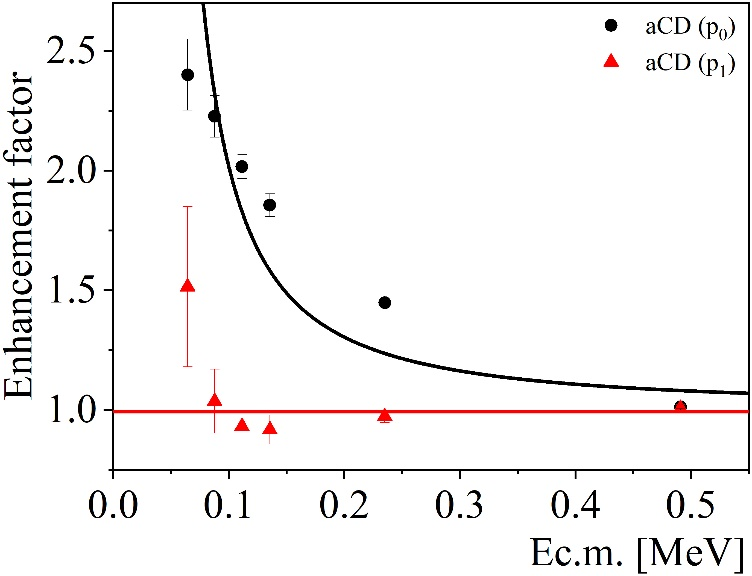 aCD (p₀)
aCD (p₁)
Enhancement factor
2.5
2.0
1.5
1.0
0.0 0.1 0.2 0.3 0.4 0.5
Ec.m. [MeV]